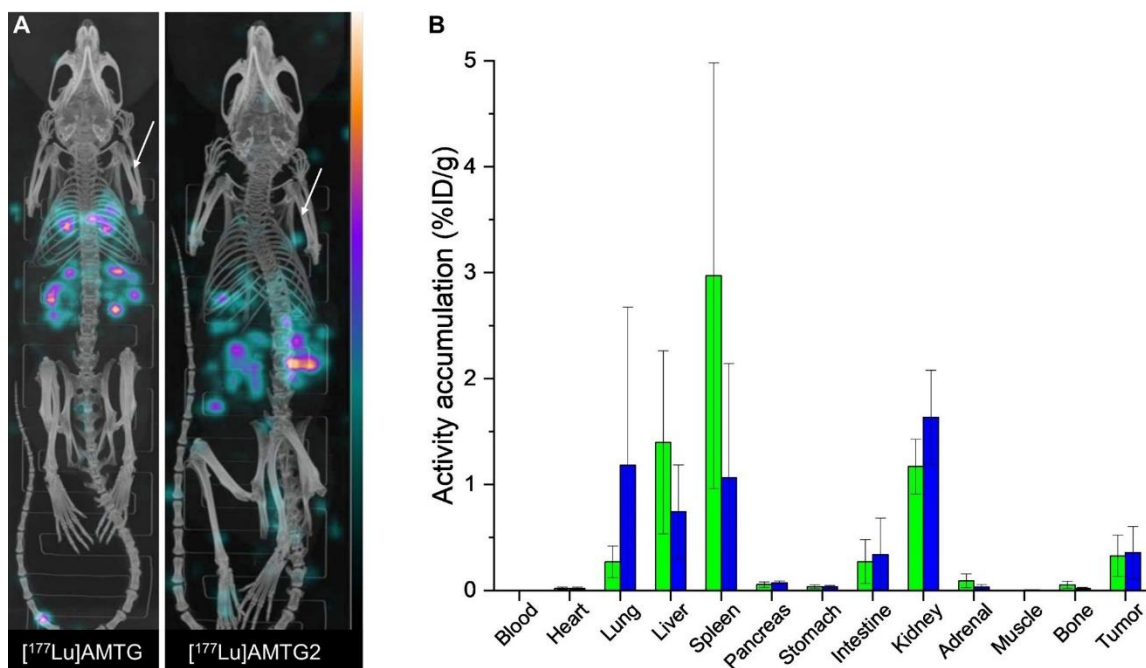 A
[¹⁷⁷Lu]AMTG
[¹⁷⁷Lu]AMTG2
B
Activity accumulation (%ID/g)
5
4
3
2
1
0
Blood
Heart
Lung
Liver
Spleen
Pancreas
Stomach
Intestine
Kidney
Adrenal
Muscle
Bone
Tumor